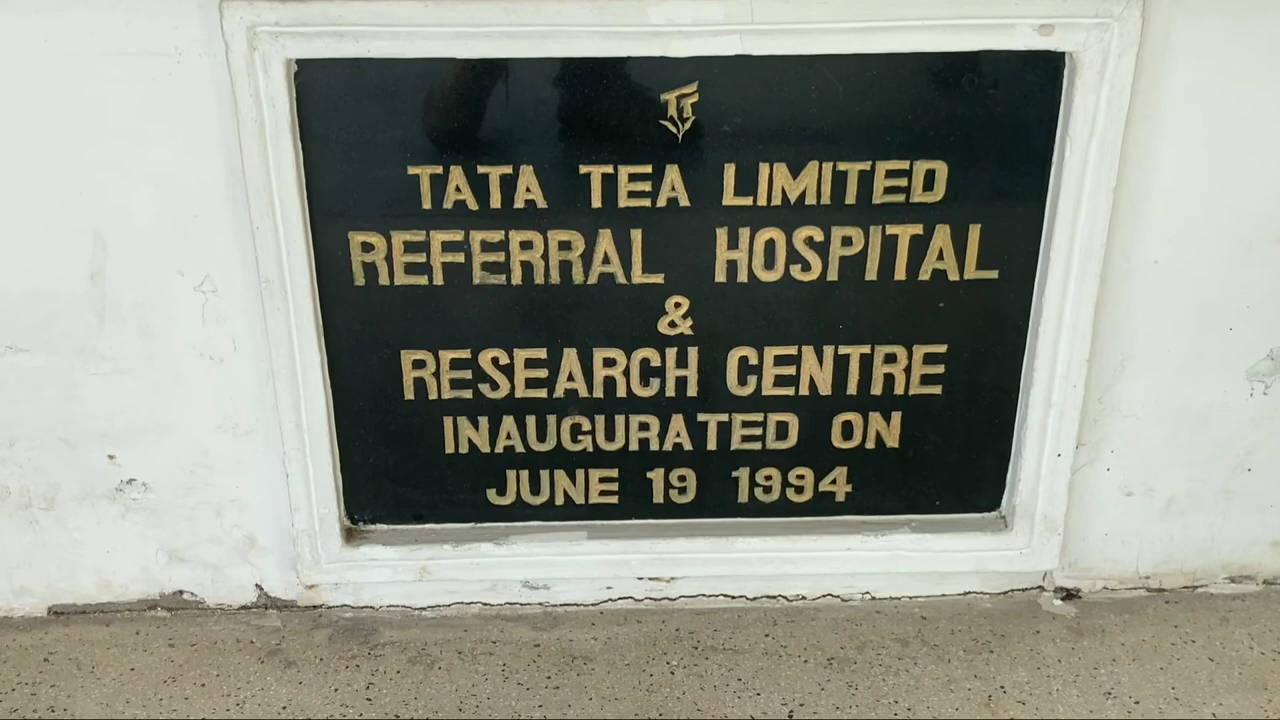 TATA TEA LIMITED
REFERRAL HOSPITAL
&
RESEARCH CENTRE
INAUGURATED ON
JUNE 19 1994